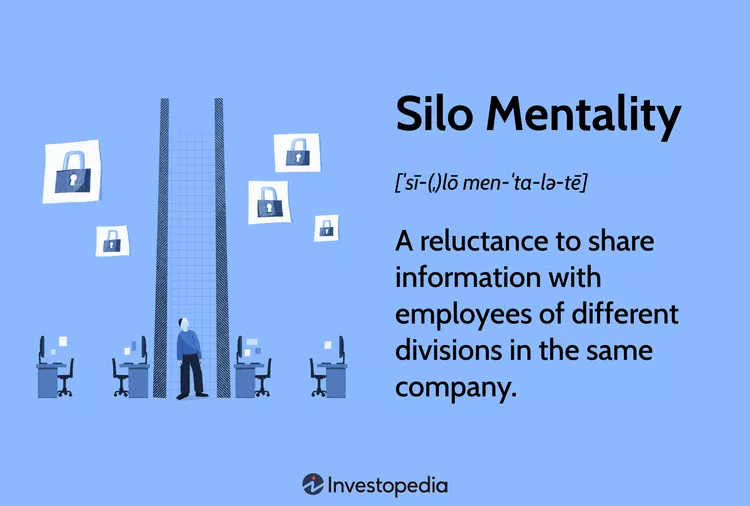 Silo Mentality
[ˈsī-(ˌ)lō men-ˈta-lə-tē]
A reluctance to share
information with
employees of different
divisions in the same
company.
Investopedia